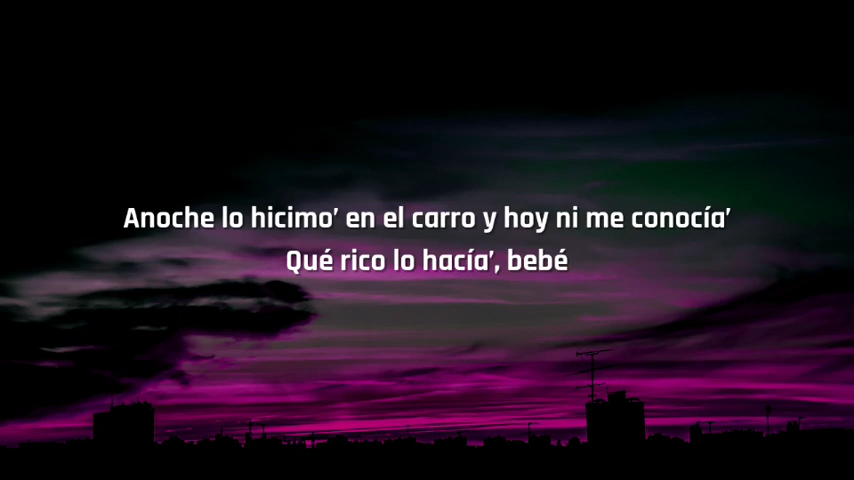 Anoche lo hicimo’ en el carro y hoy ni me conocía’
Qué rico lo hacía’, bebé